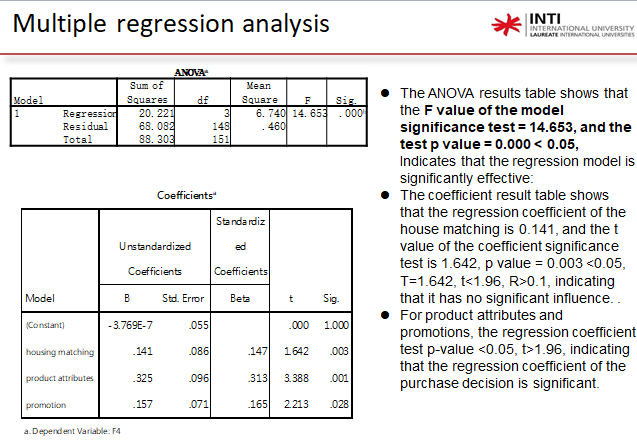 Multiple regression analysis
INTI
INTERNATIONAL UNIVERSITY
LAUREATE INTERNATIONAL UNIVERSITIES
ANOVAa
Model Sum of Squares df Mean Square F Sig.
1 Regression 20.221 3 6.740 14.653 .000b
Residual 68.082 148 .460
Total 88.303 151
Coefficientsa
Model Unstandardized Coefficients Standardiz ed Coefficients t Sig.
B Std. Error Beta
(Constant) -3.769E-7 .055 .000 1.000
housing matching .141 .086 .147 1.642 .003
product attributes .325 .096 .313 3.388 .001
promotion .157 .071 .165 2.213 .028
a. Dependent Variable: F4
● The ANOVA results table shows that
the F value of the model
significance test = 14.653, and the
test p value = 0.000 < 0.05,
Indicates that the regression model is
significantly effective:
● The coefficient result table shows
that the regression coefficient of the
house matching is 0.141, and the t
value of the coefficient significance
test is 1.642, p value = 0.003 <0.05,
T=1.642, t<1.96, R>0.1, indicating
that it has no significant influence. .
● For product attributes and
promotions, the regression coefficient
test p-value <0.05, t>1.96, indicating
that the regression coefficient of the
purchase decision is significant.